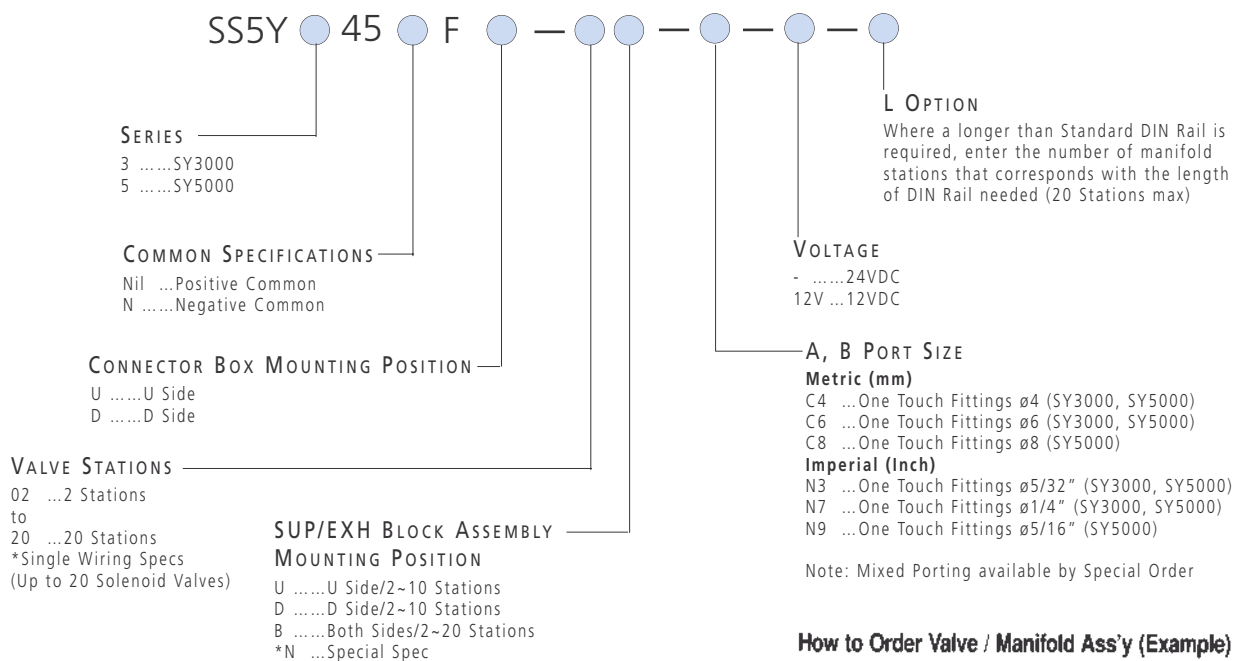 SS5Y 45 F — — — —
SERIES
3 ……SY3000
5 ……SY5000
COMMON SPECIFICATIONS
Nil …Positive Common
N ……Negative Common
CONNECTOR BOX MOUNTING POSITION
U ……U Side
D ……D Side
VALVE STATIONS
02 …2 Stations
to
20 …20 Stations
*Single Wiring Specs
(Up to 20 Solenoid Valves)
SUP/EXH BLOCK ASSEMBLY
MOUNTING POSITION
U ……U Side/2~10 Stations
D ……D Side/2~10 Stations
B ……Both Sides/2~20 Stations
*N …Special Spec
L OPTION
Where a longer than Standard DIN Rail is
required, enter the number of manifold
stations that corresponds with the length
of DIN Rail needed (20 Stations max)
VOLTAGE
- ……24VDC
12V …12VDC
A, B PORT SIZE
Metric (mm)
C4 …One Touch Fittings ø4 (SY3000, SY5000)
C6 …One Touch Fittings ø6 (SY3000, SY5000)
C8 …One Touch Fittings ø8 (SY5000)
Imperial (Inch)
N3 …One Touch Fittings ø5/32” (SY3000, SY5000)
N7 …One Touch Fittings ø1/4” (SY3000, SY5000)
N9 …One Touch Fittings ø5/16” (SY5000)
Note: Mixed Porting available by Special Order
How to Order Valve / Manifold Ass'y (Example)